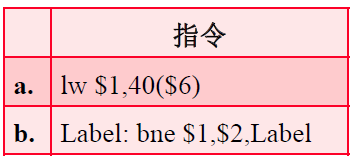 指令
a. lw $1,40($6)
b. Label: bne $1,$2,Label